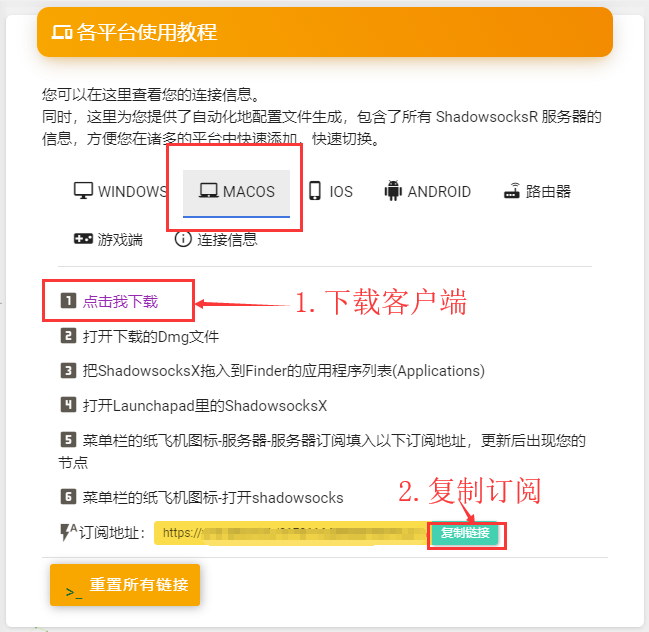 各平台使用教程
您可以在这里查看您的连接信息。
同时，这里为您提供了自动化地配置文件生成，包含了所有 ShadowsocksR 服务器的
信息，方便您在诸多的平台中快速添加，快速切换。
WINDOWS MACOS IOS ANDROID 路由器
游戏端 连接信息
1 点击我下载
1.下载客户端
2 打开下载的Dmg文件
3 把ShadowsocksX拖入到Finder的应用程序列表(Applications)
4 打开Launchapad里的ShadowsocksX
5 菜单栏的纸飞机图标-服务器-服务器订阅填入以下订阅地址，更新后出现您的
节点
6 菜单栏的纸飞机图标-打开shadowsocks
2.复制订阅
订阅地址： https:/ 复制链接
>_ 重置所有链接